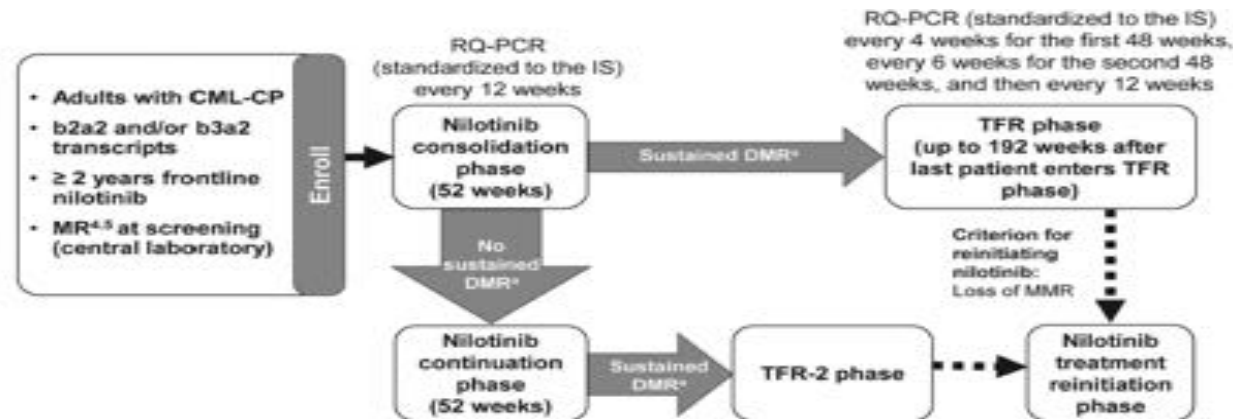 • Adults with CML-CP
• b2a2 and/or b3a2
transcripts
• ≥ 2 years frontline
nilotinib
• MR4.5 at screening
(central laboratory)
Enroll
RQ-PCR
(standardized to the IS)
every 12 weeks
Nilotinib
consolidation
phase
(52 weeks)
Sustained DMRa
RQ-PCR (standardized to the IS)
every 4 weeks for the first 48 weeks,
every 6 weeks for the second 48
weeks, and then every 12 weeks
TFR phase
(up to 192 weeks after
last patient enters TFR
phase)
No
sustained
DMRa
Criterion for
reinitiating
nilotinib:
Loss of MMR
Nilotinib
continuation
phase
(52 weeks)
Sustained
DMRa
TFR-2 phase
Nilotinib
treatment
reinitiation
phase